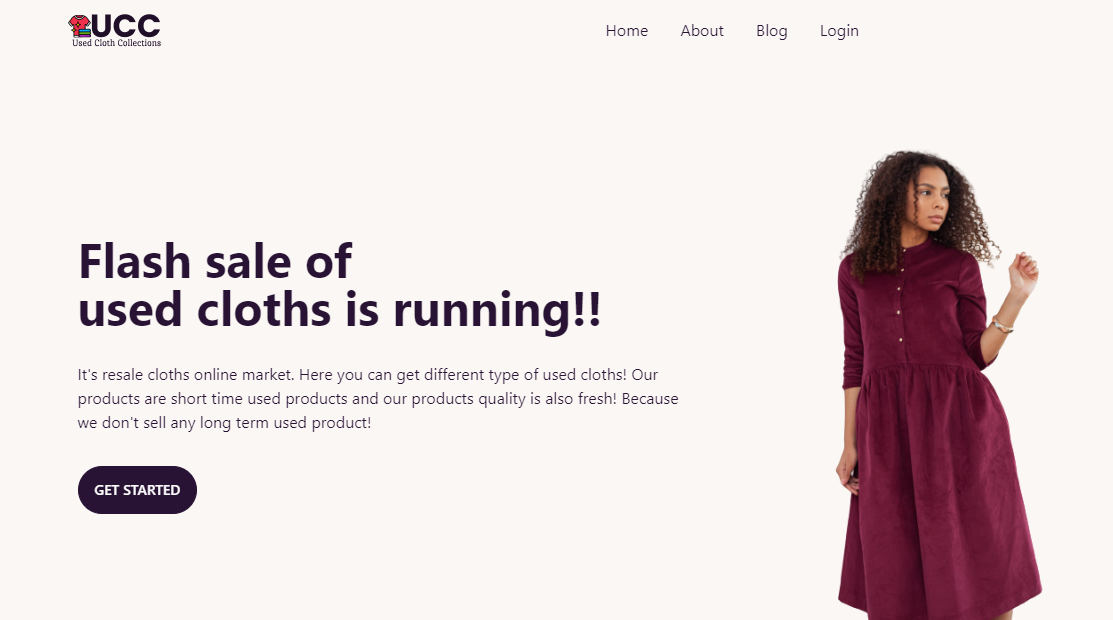 UCC
Used Cloth Collections
Home About Blog Login
Flash sale of
used cloths is running!!
It's resale cloths online market. Here you can get different type of used cloths! Our
products are short time used products and our products quality is also fresh! Because
we don't sell any long term used product!
GET STARTED